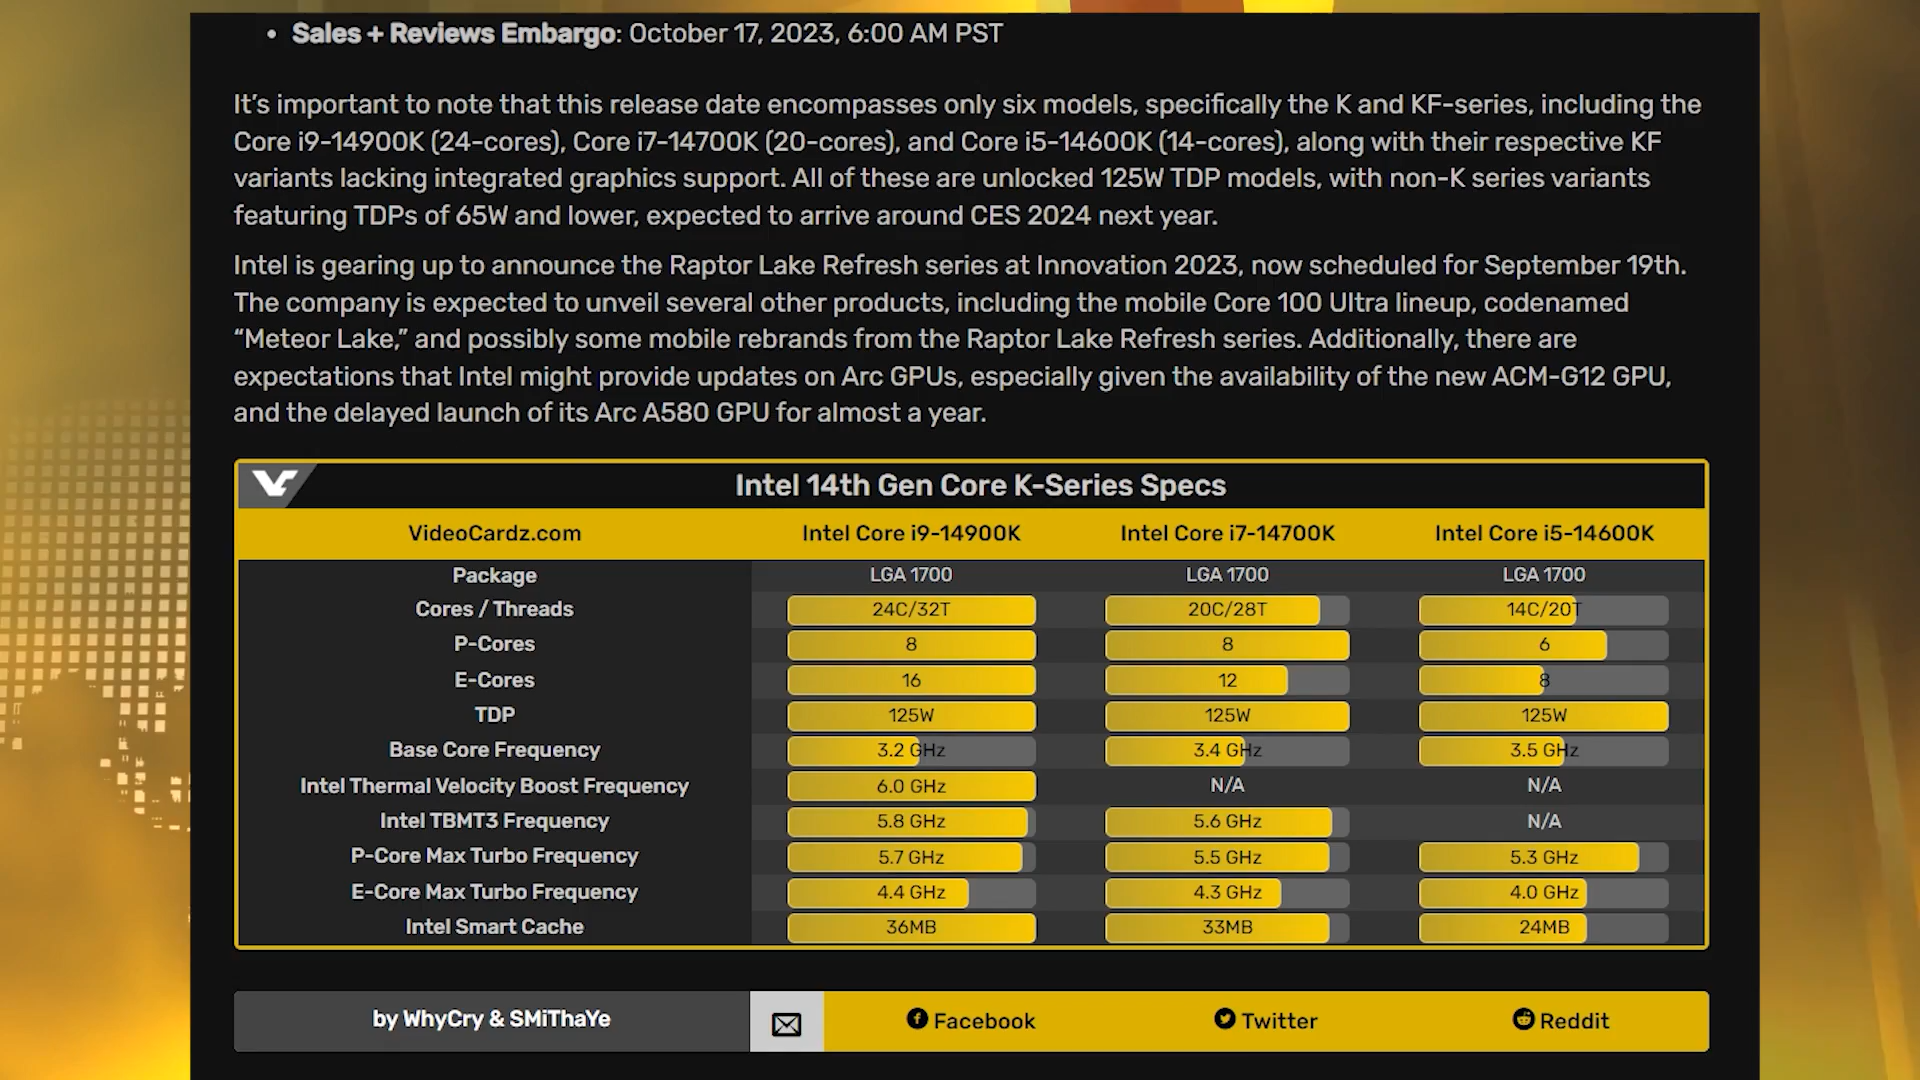 • Sales + Reviews Embargo: October 17, 2023, 6:00 AM PST
It's important to note that this release date encompasses only six models, specifically the K and KF-series, including the
Core i9-14900K (24-cores), Core i7-14700K (20-cores), and Core i5-14600K (14-cores), along with their respective KF
variants lacking integrated graphics support. All of these are unlocked 125W TDP models, with non-K series variants
featuring TDPs of 65W and lower, expected to arrive around CES 2024 next year.
Intel is gearing up to announce the Raptor Lake Refresh series at Innovation 2023, now scheduled for September 19th.
The company is expected to unveil several other products, including the mobile Core 100 Ultra lineup, codenamed
“Meteor Lake,” and possibly some mobile rebrands from the Raptor Lake Refresh series. Additionally, there are
expectations that Intel might provide updates on Arc GPUs, especially given the availability of the new ACM-G12 GPU,
and the delayed launch of its Arc A580 GPU for almost a year.
Intel 14th Gen Core K-Series Specs
VideoCardz.com Intel Core i9-14900K Intel Core i7-14700K Intel Core i5-14600K
Package LGA 1700 LGA 1700 LGA 1700
Cores / Threads 24C/32T 20C/28T 14C/20T
P-Cores 8 8 6
E-Cores 16 12 8
TDP 125W 125W 125W
Base Core Frequency 3.2 GHz 3.4 GHz 3.5 GHz
Intel Thermal Velocity Boost Frequency 6.0 GHz N/A N/A
Intel TBMT3 Frequency 5.8 GHz 5.6 GHz N/A
P-Core Max Turbo Frequency 5.7 GHz 5.5 GHz 5.3 GHz
E-Core Max Turbo Frequency 4.4 GHz 4.3 GHz 4.0 GHz
Intel Smart Cache 36MB 33MB 24MB
by WhyCry & SMiThaYe Facebook Twitter Reddit